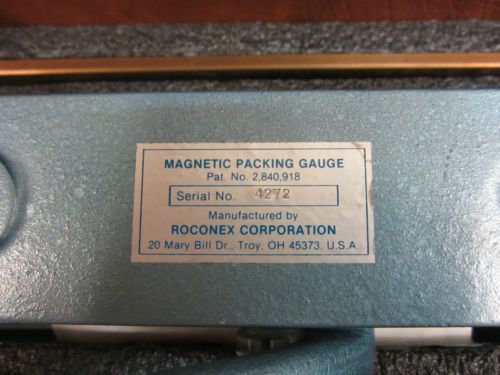 MAGNETIC PACKING GAUGE
Pat. No. 2,840,918
Serial No. 4272
Manufactured by
ROCONEX CORPORATION
20 Mary Bill Dr., Troy, OH 45373, U.S.A.